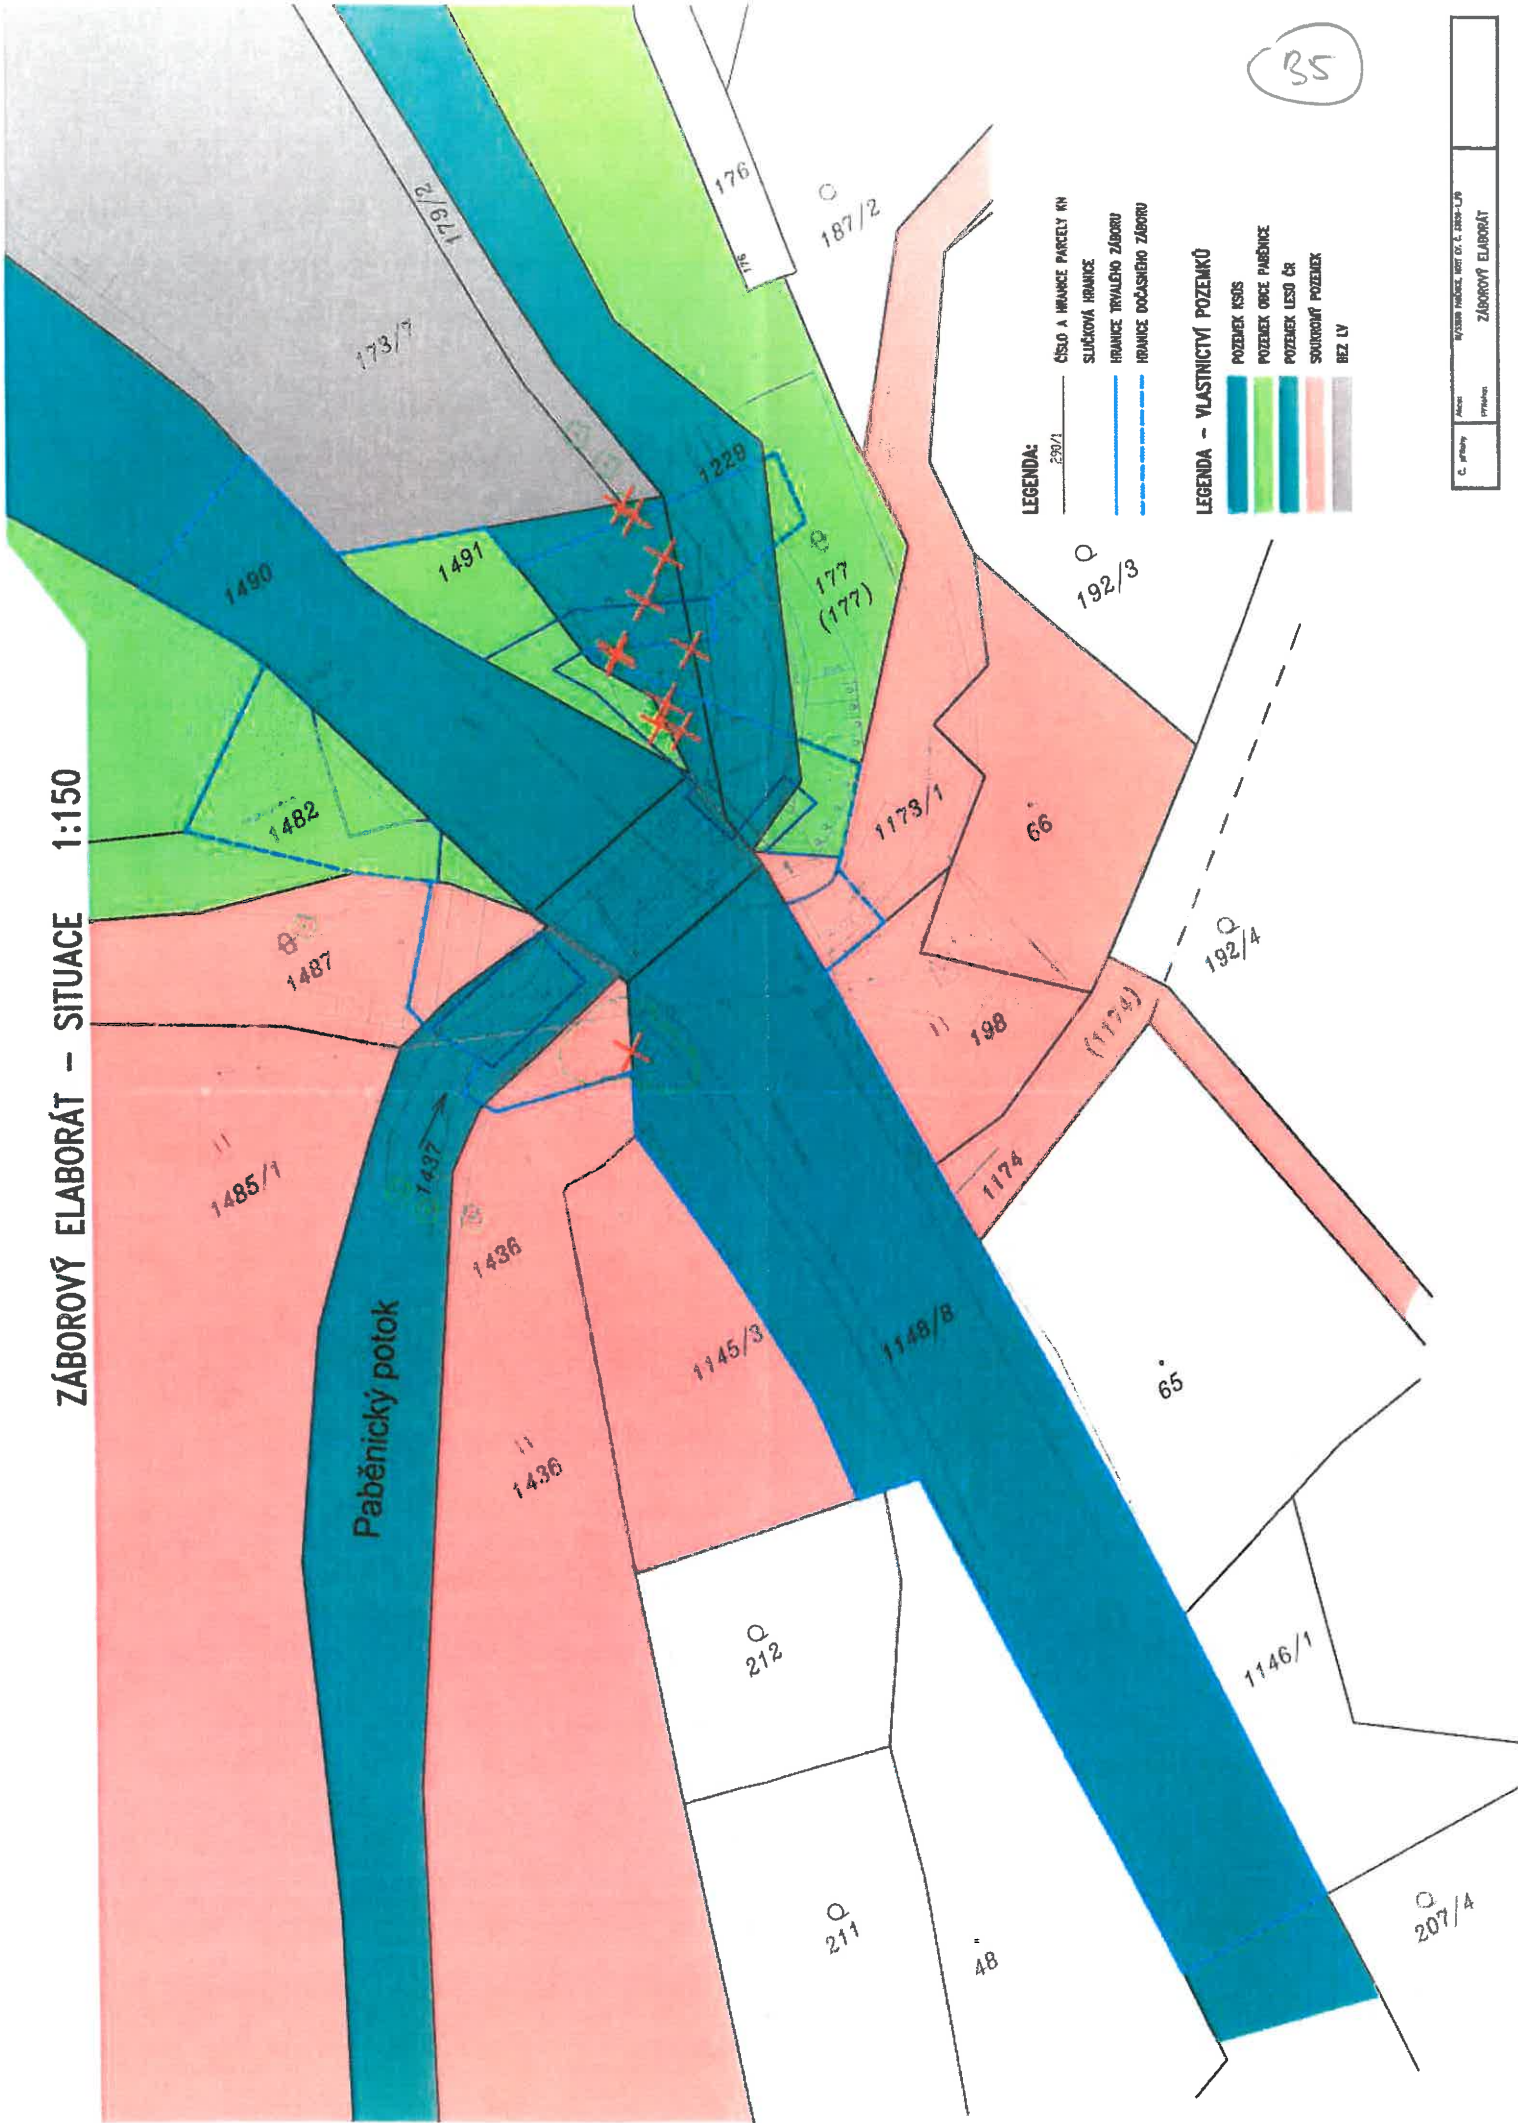 ZÁBOROVÝ ELABORÁT - SITUACE 1:150
1485/1
1487
1482
1490
1491
173/7
179/2
1437
Paběnický potok
1436
1436
1145/3
1148/8
1229
177
(177)
176
187/2
1173/1
66
192/3
192/4
198
(1174)
1174
65
212
211
48
1146/1
207/4
35
LEGENDA:
290/1 ČÍSLO A HRANICE PARCELY KN
SLUČKOVÁ HRANICE
HRANICE TRVALÉHO ZÁBORU
HRANICE DOČASNÉHO ZÁBORU
LEGENDA - VLASTNICTVÍ POZEMKŮ
POZEMEK KSÚS
POZEMEK OBCE PABĚNICE
POZEMEK LESŮ ČR
SOUKROMÝ POZEMEK
BEZ LV
ZÁBOROVÝ ELABORÁT